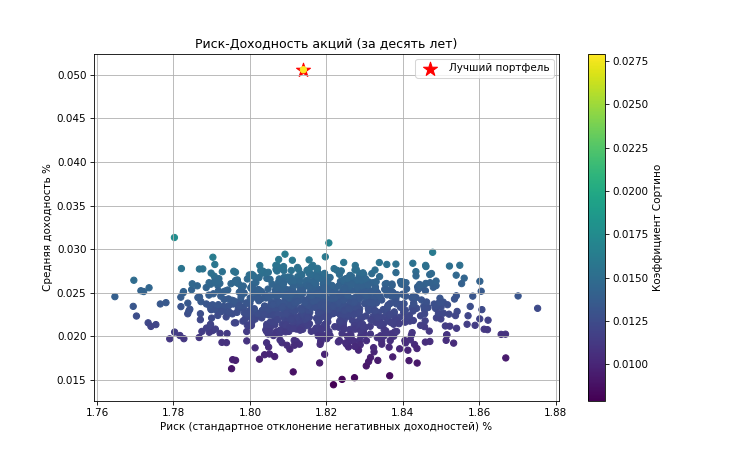 Риск-Доходность акций (за десять лет)
Лучший портфель
Средняя доходность %
0.050
0.045
0.040
0.035
0.030
0.025
0.020
0.015
1.76 1.78 1.80 1.82 1.84 1.86 1.88
Риск (стандартное отклонение негативных доходностей) %
0.0275
0.0250
0.0225
0.0200
0.0175
0.0150
0.0125
0.0100
Коэффициент Сортино